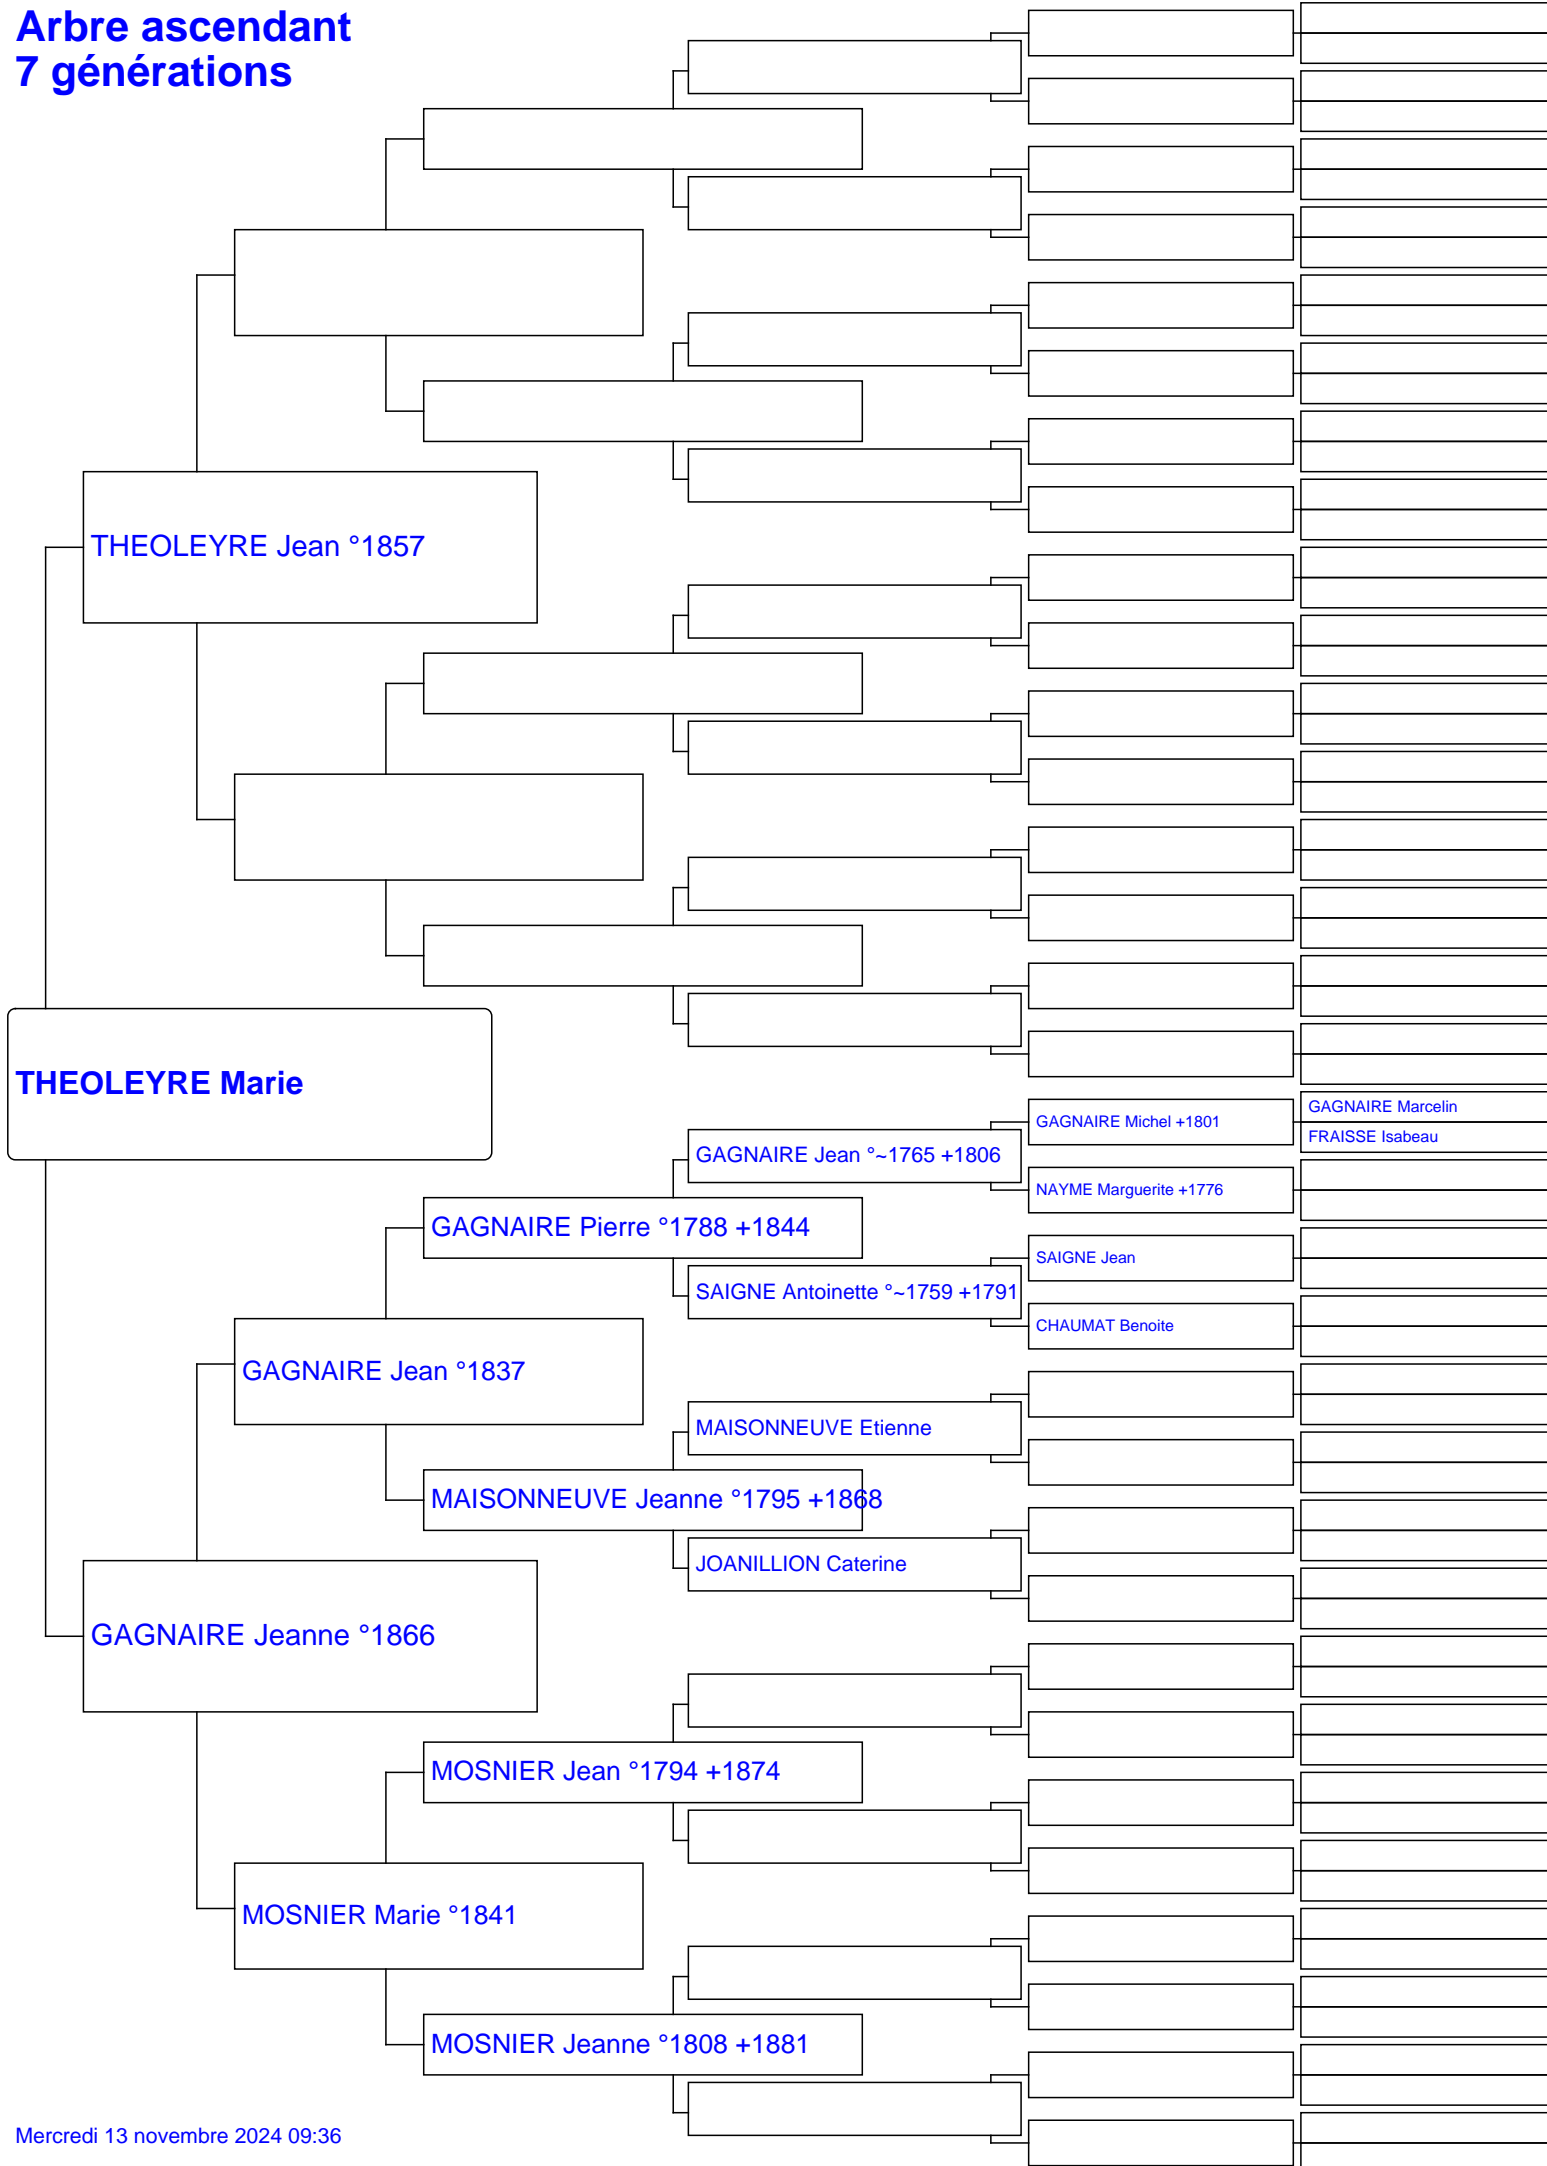 Arbre ascendant
7 générations
THEOLEYRE Jean °1857
THEOLEYRE Marie
GAGNAIRE Marcelin
GAGNAIRE Michel +1801
FRAISSE Isabeau
GAGNAIRE Jean °~1765 +1806
NAYME Marguerite +1776
GAGNAIRE Pierre °1788 +1844
SAIGNE Jean
SAIGNE Antoinette °~1759 +1791
CHAUMAT Benoite
GAGNAIRE Jean °1837
MAISONNEUVE Etienne
MAISONNEUVE Jeanne °1795 +1868
JOANILLION Caterine
GAGNAIRE Jeanne °1866
MOSNIER Jean °1794 +1874
MOSNIER Marie °1841
MOSNIER Jeanne °1808 +1881
Mercredi 13 novembre 2024 09:36